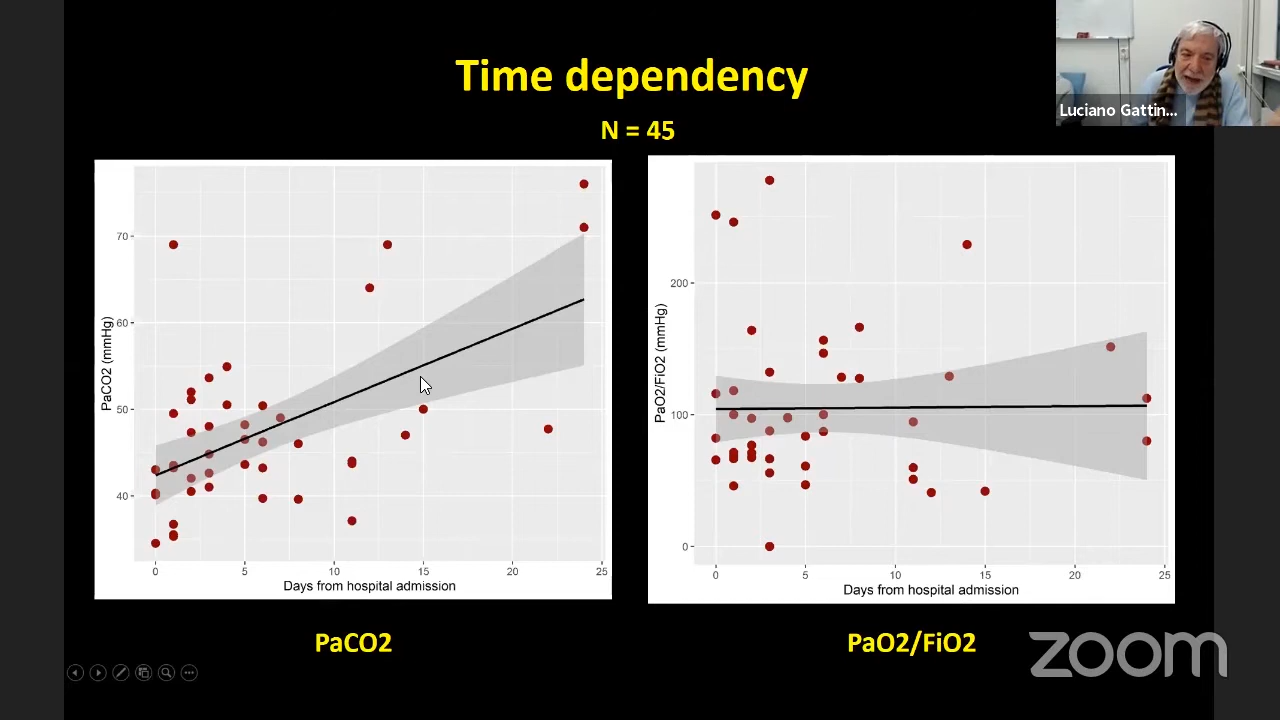 Time dependency
N = 45
Luciano Gattin...
PaCO2 (mmHg)
70
60
50
40
0
5
10
15
20
25
Days from hospital admission
PaCO2
PaO2/FiO2 (mmHg)
200
100
0
0
5
10
15
20
25
Days from hospital admission
PaO2/FiO2
zoom